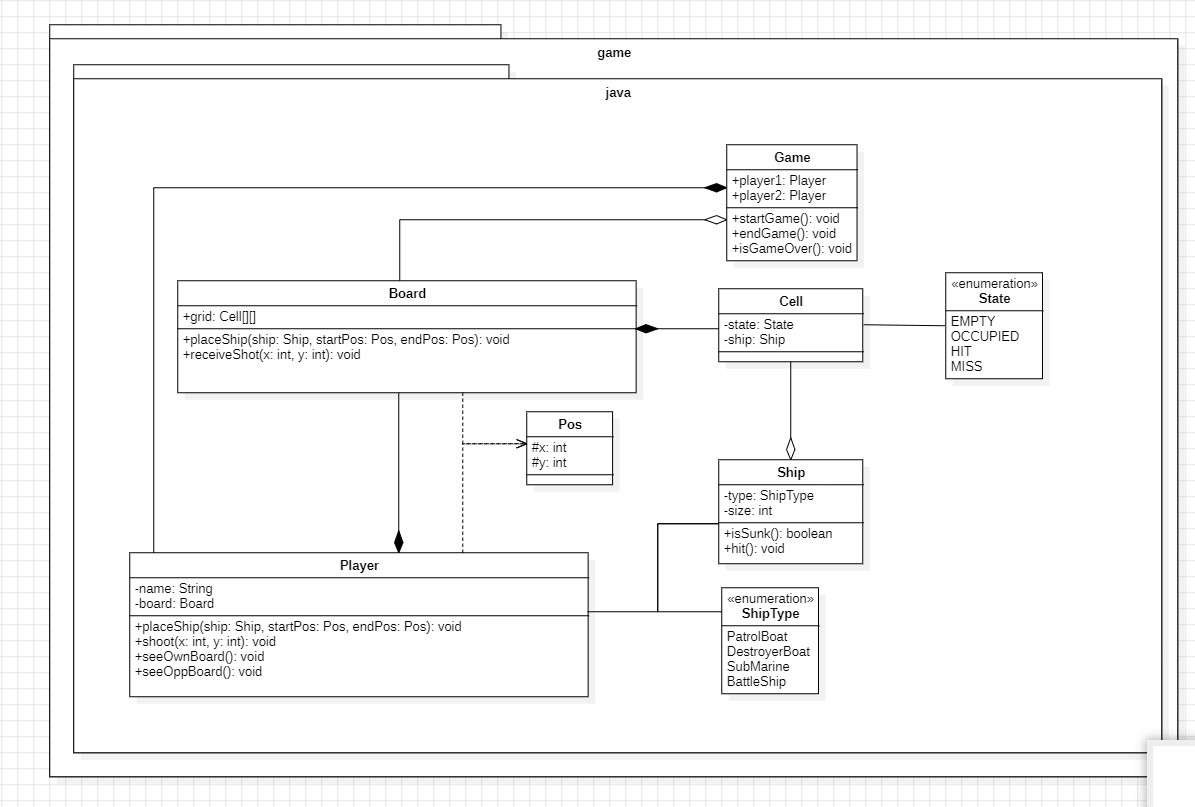 game
java
Game
+player1: Player
+player2: Player
+startGame(): void
+endGame(): void
+isGameOver(): void
Board
+grid: Cell[][]
+placeShip(ship: Ship, startPos: Pos, endPos: Pos): void
+receiveShot(x: int, y: int): void
Cell
-state: State
-ship: Ship
«enumeration»
State
EMPTY
OCCUPIED
HIT
MISS
Pos
#x: int
#y: int
Ship
-type: ShipType
-size: int
+isSunk(): boolean
+hit(): void
Player
-name: String
-board: Board
+placeShip(ship: Ship, startPos: Pos, endPos: Pos): void
+shoot(x: int, y: int): void
+seeOwnBoard(): void
+seeOppBoard(): void
«enumeration»
ShipType
PatrolBoat
DestroyerBoat
SubMarine
BattleShip